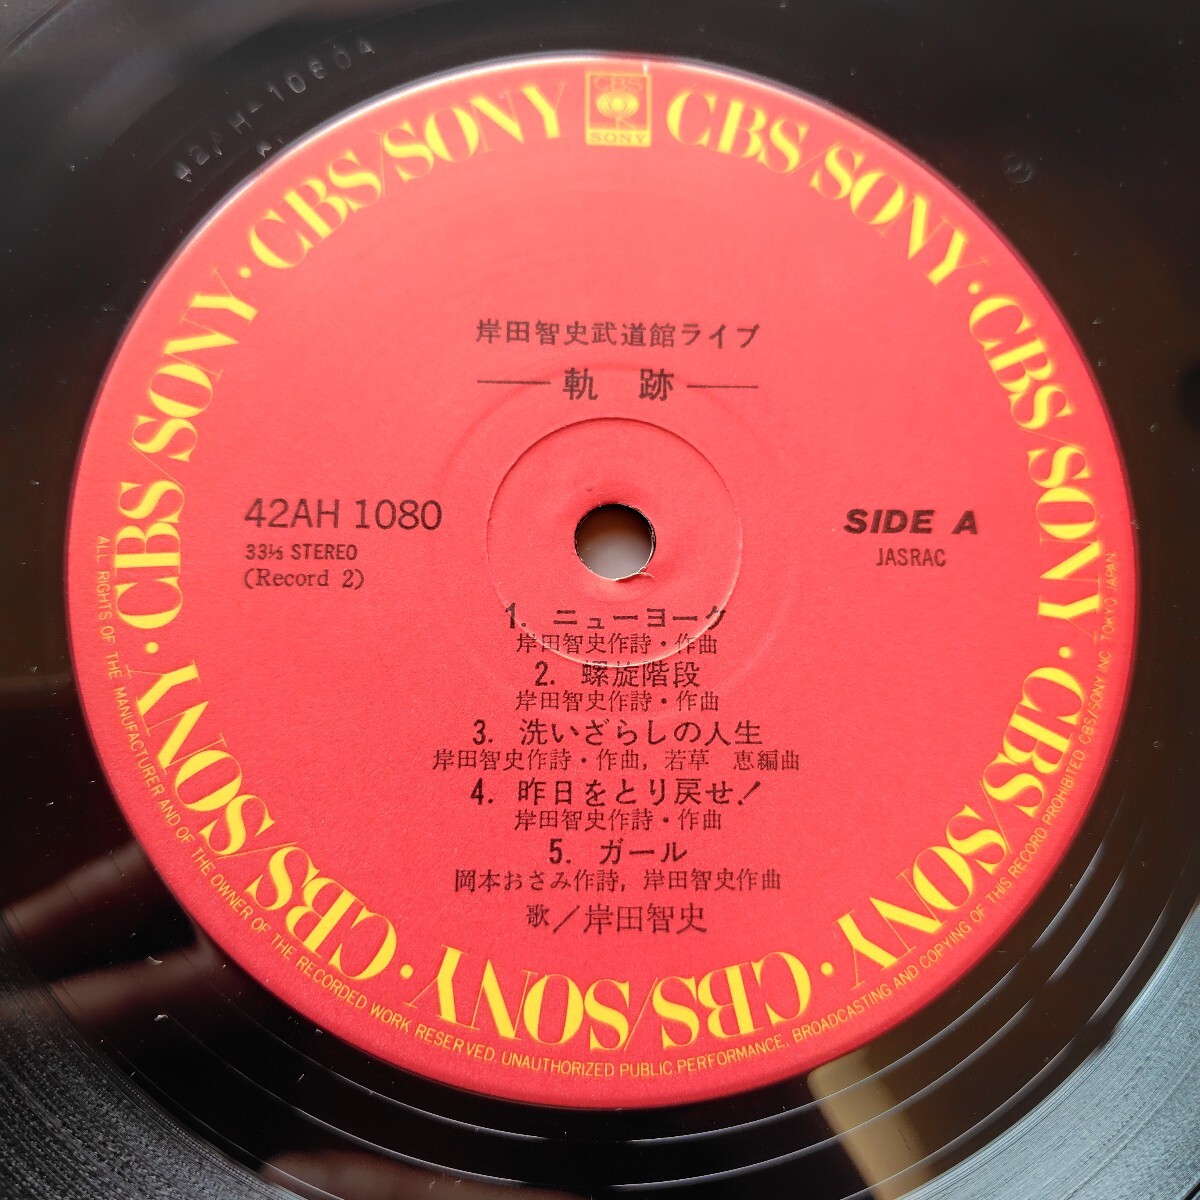 42AH-10804
CBS
SONY
CBS/SONY · CBS/SONY · CBS/SONY · CBS/SONY · CBS/SONY · CBS/SONY · CBS/SONY · CBS/SONY
岸田智史武道館ライブ
—軌 跡—
42AH 1080
33⅓ STEREO
(Record 2)
SIDE A
JASRAC
1. ニューヨーク
岸田智史作詩・作曲
2. 螺旋階段
岸田智史作詩・作曲
3. 洗いざらしの人生
岸田智史作詩・作曲, 若草 恵編曲
4. 昨日をとり戻せ!
岸田智史作詩・作曲
5. ガール
岡本おさみ作詩, 岸田智史作曲
歌/岸田智史
ALL RIGHTS OF THE MANUFACTURER AND OF THE OWNER OF THE RECORDED WORK RESERVED. UNAUTHORIZED PUBLIC PERFORMANCE, BROADCASTING AND COPYING OF THIS RECORD PROHIBITED CBS/SONY INC. TOKYO JAPAN.